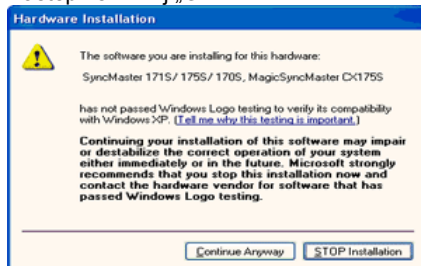 Hardware Installation
The software you are installing for this hardware:
SyncMaster 171S/ 175S/ 170S, MagicSyncMaster CX175S
has not passed Windows Logo testing to verify its compatibility
with Windows XP. (Tell me why this testing is important.)
Continuing your installation of this software may impair
or destabilize the correct operation of your system
either immediately or in the future. Microsoft strongly
recommends that you stop this installation now and
contact the hardware vendor for software that has
passed Windows Logo testing.
Continue Anyway
STOP Installation